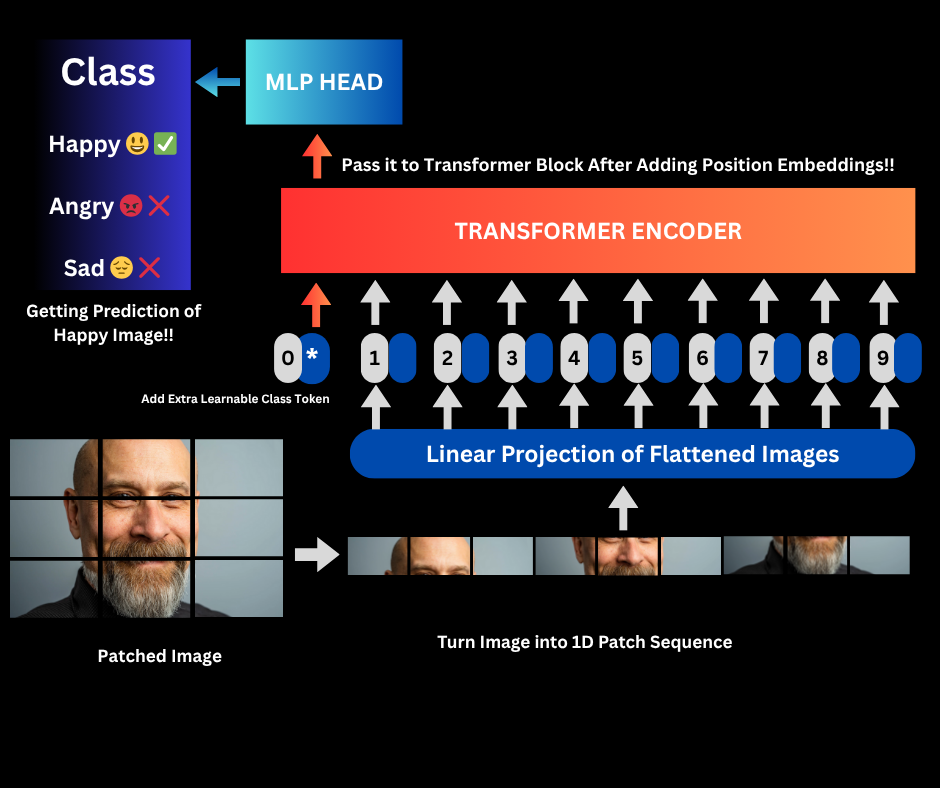 Class
MLP HEAD
Happy 😃 ✅
Pass it to Transformer Block After Adding Position Embeddings!!
Angry 😡 ❌
TRANSFORMER ENCODER
Sad 😔 ❌
Getting Prediction of
Happy Image!!
0 * 1 2 3 4 5 6 7 8 9
Add Extra Learnable Class Token
Linear Projection of Flattened Images
Turn Image into 1D Patch Sequence
Patched Image